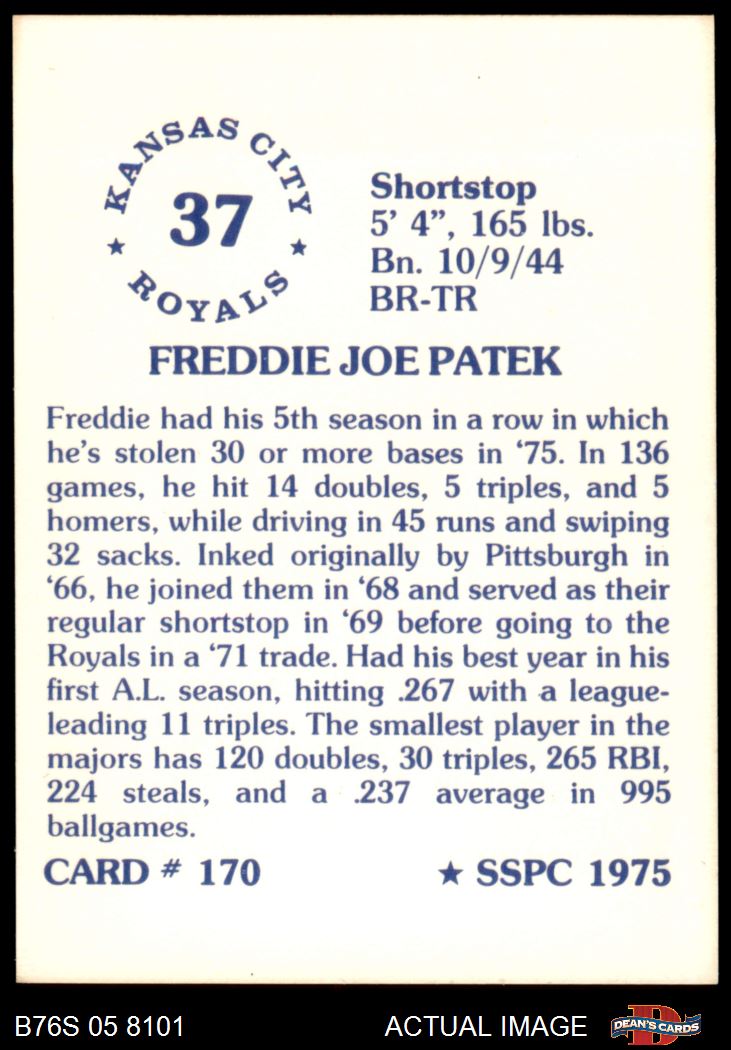 KANSAS CITY
37
★ ★
ROYALS
Shortstop
5’ 4”, 165 lbs.
Bn. 10/9/44
BR-TR
FREDDIE JOE PATEK
Freddie had his 5th season in a row in which
he's stolen 30 or more bases in ‘75. In 136
games, he hit 14 doubles, 5 triples, and 5
homers, while driving in 45 runs and swiping
32 sacks. Inked originally by Pittsburgh in
‘66, he joined them in ‘68 and served as their
regular shortstop in ‘69 before going to the
Royals in a ‘71 trade. Had his best year in his
first A.L. season, hitting .267 with a league-
leading 11 triples. The smallest player in the
majors has 120 doubles, 30 triples, 265 RBI,
224 steals, and a .237 average in 995
ballgames.
CARD # 170 ★ SSPC 1975
B76S 05 8101 ACTUAL IMAGE D DEAN'S CARDS